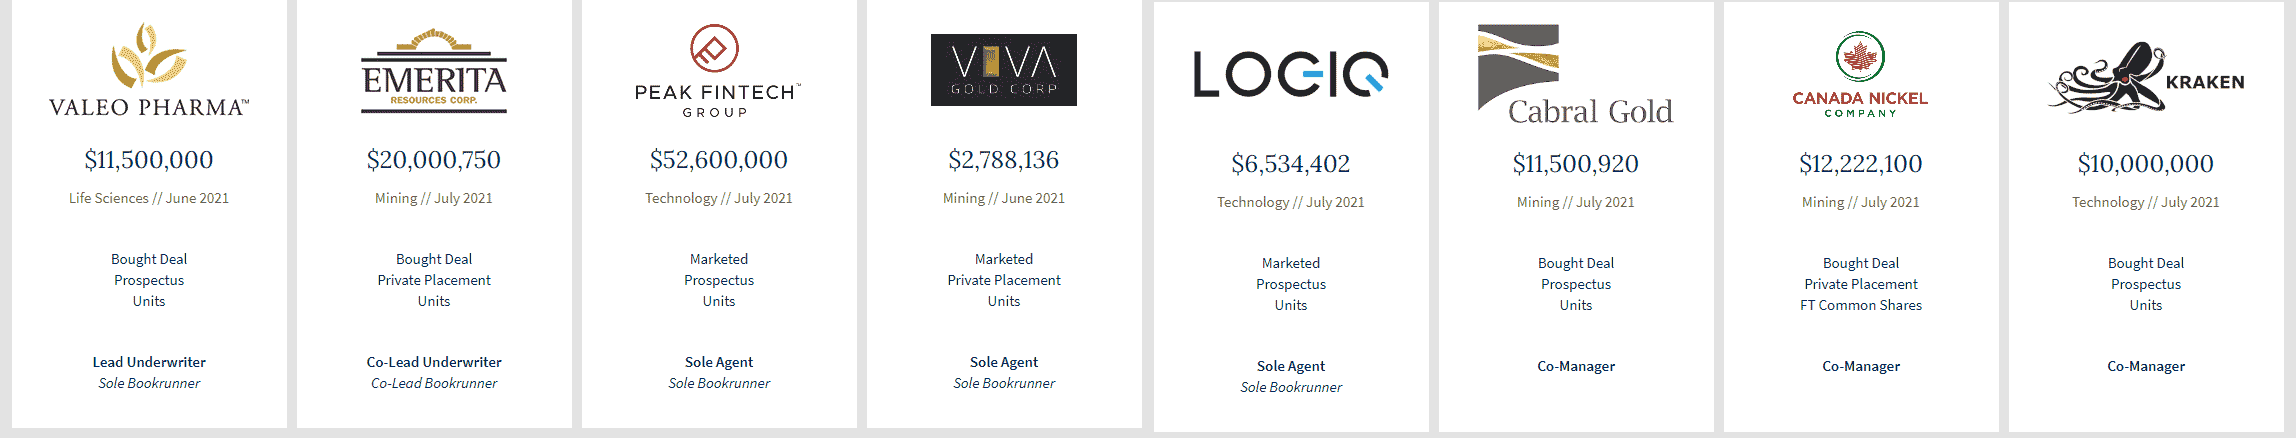 VALEO PHARMA™
$11,500,000
Life Sciences // June 2021
Bought Deal
Prospectus
Units
Lead Underwriter
Sole Bookrunner
EMERITA
RESOURCES CORP.
$20,000,750
Mining // July 2021
Bought Deal
Private Placement
Units
Co-Lead Underwriter
Co-Lead Bookrunner
PEAK FINTECH™
GROUP
$52,600,000
Technology // July 2021
Marketed
Prospectus
Units
Sole Agent
Sole Bookrunner
VIVA
GOLD CORP
$2,788,136
Mining // June 2021
Marketed
Private Placement
Units
Sole Agent
Sole Bookrunner
LOGIQ
$6,534,402
Technology // July 2021
Marketed
Prospectus
Units
Sole Agent
Sole Bookrunner
Cabral Gold
$11,500,920
Mining // July 2021
Bought Deal
Prospectus
Units
Co-Manager
CANADA NICKEL
COMPANY
$12,222,100
Mining // July 2021
Bought Deal
Private Placement
FT Common Shares
Co-Manager
KRAKEN
$10,000,000
Technology // July 2021
Bought Deal
Prospectus
Units
Co-Manager